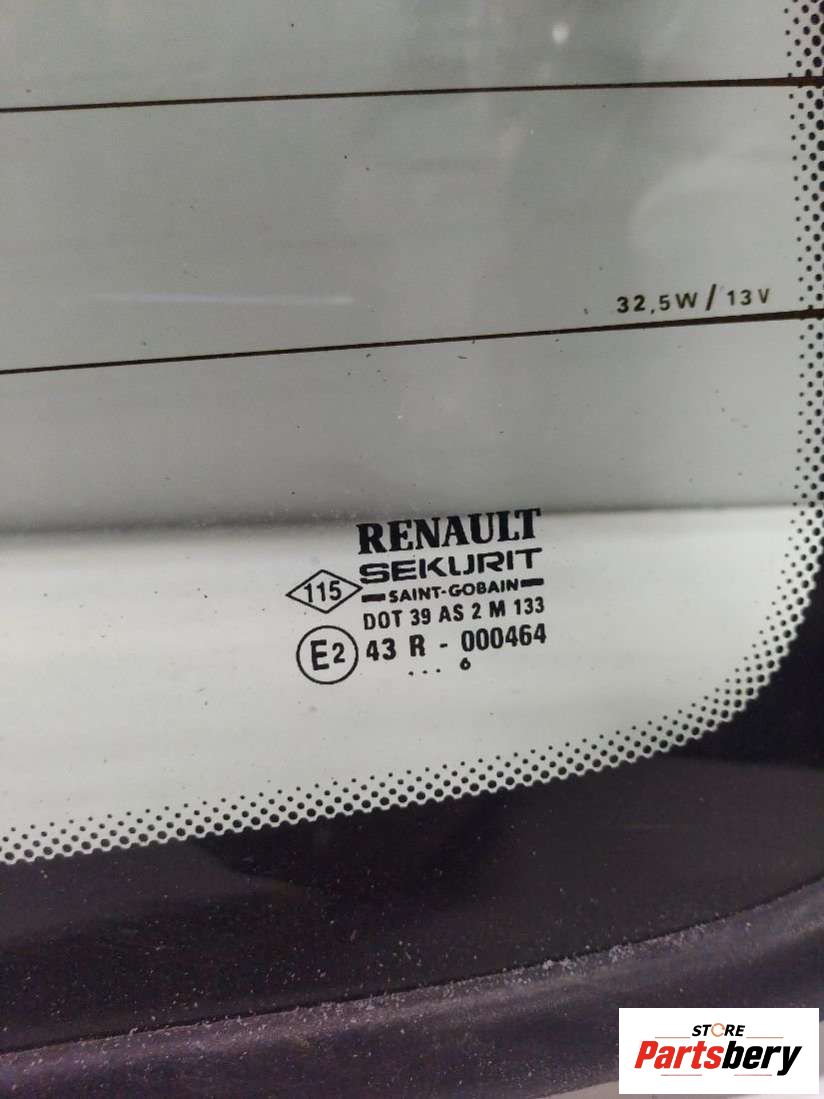 32,5W / 13V
RENAULT
SEKURIT
SAINT-GOBAIN
115
DOT 39 AS 2 M 133
E2
43 R - 000464
... 6
STORE
Partsbery